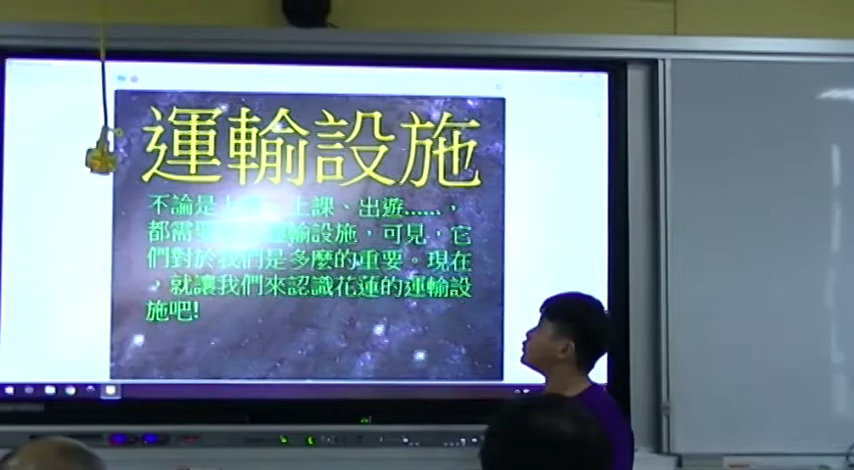 運輸設施
不論是上 上課、出遊……，
都需要 輸設施，可見，它
們對於我們是多麼的重要。現在
，就讓我們來認識花蓮的運輸設
施吧!